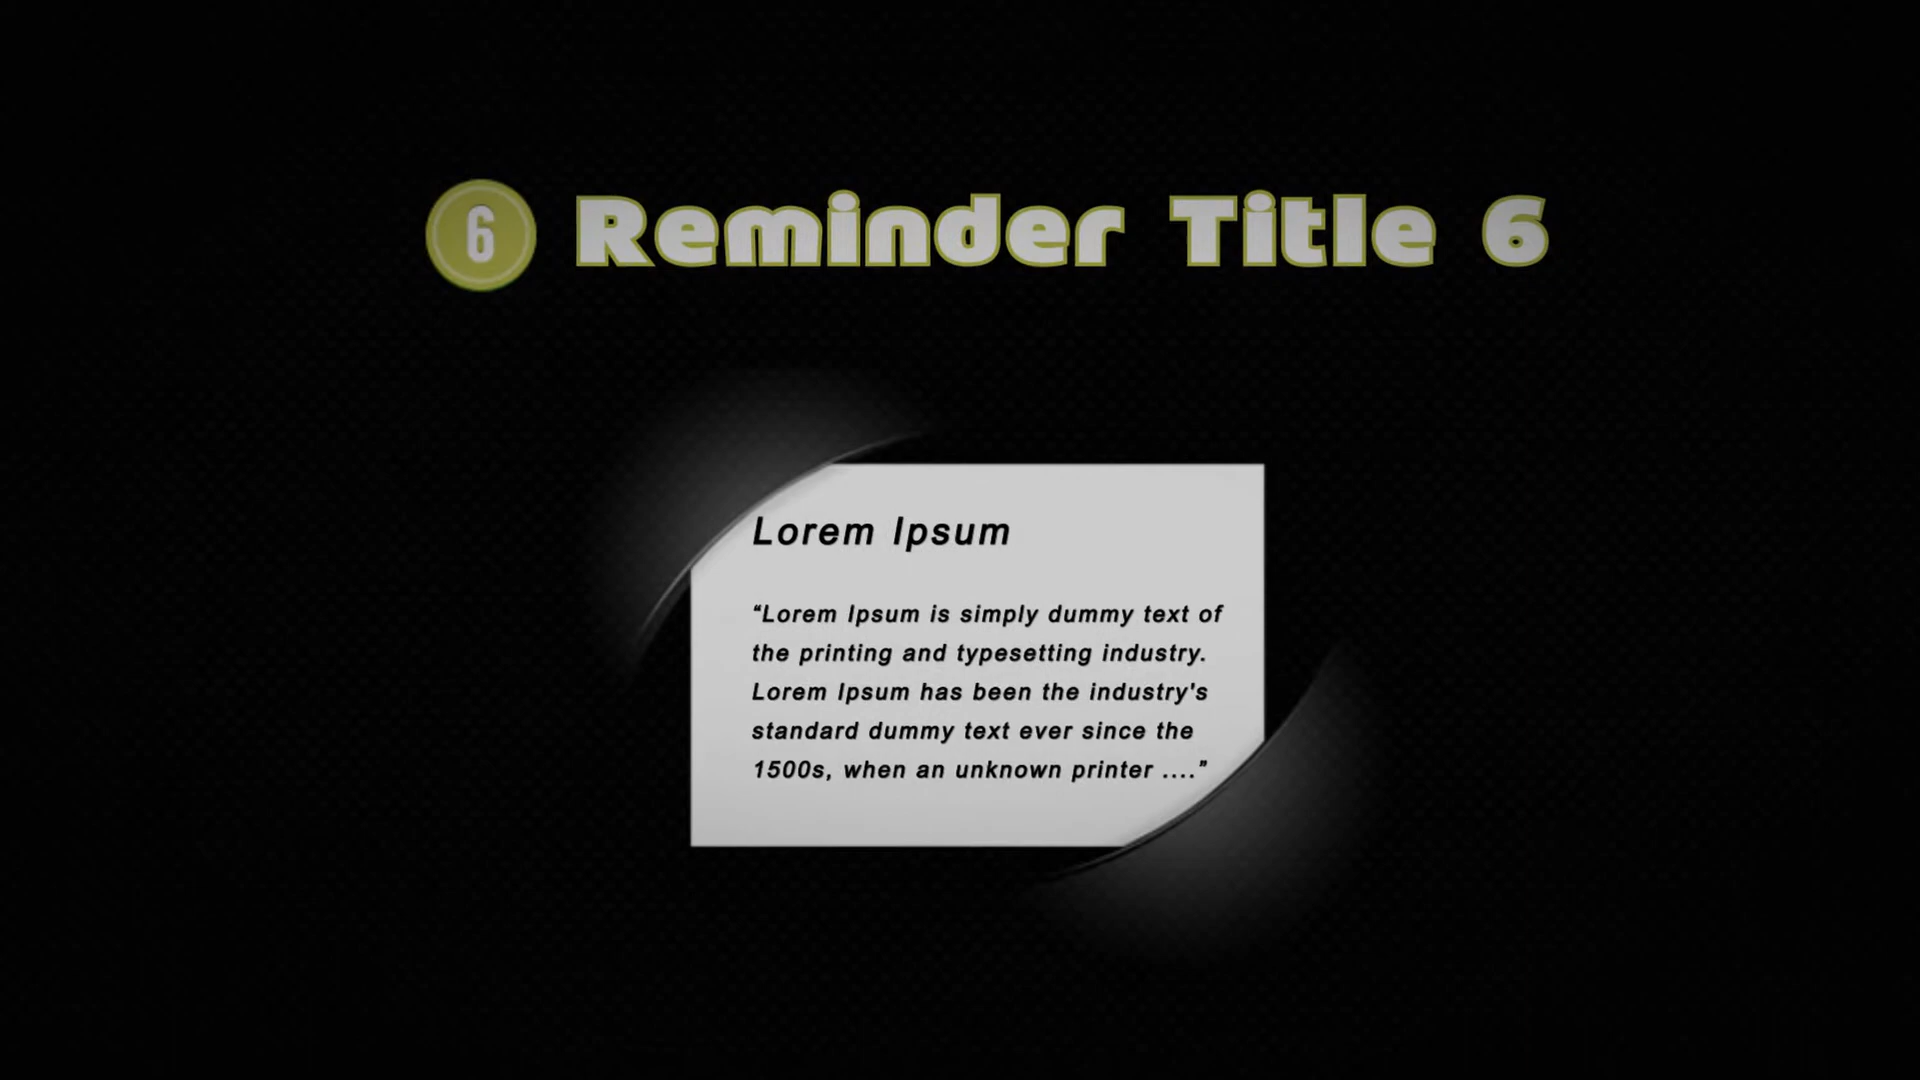 6 Reminder Title 6
Lorem Ipsum
“Lorem Ipsum is simply dummy text of
the printing and typesetting industry.
Lorem Ipsum has been the industry's
standard dummy text ever since the
1500s, when an unknown printer ....”